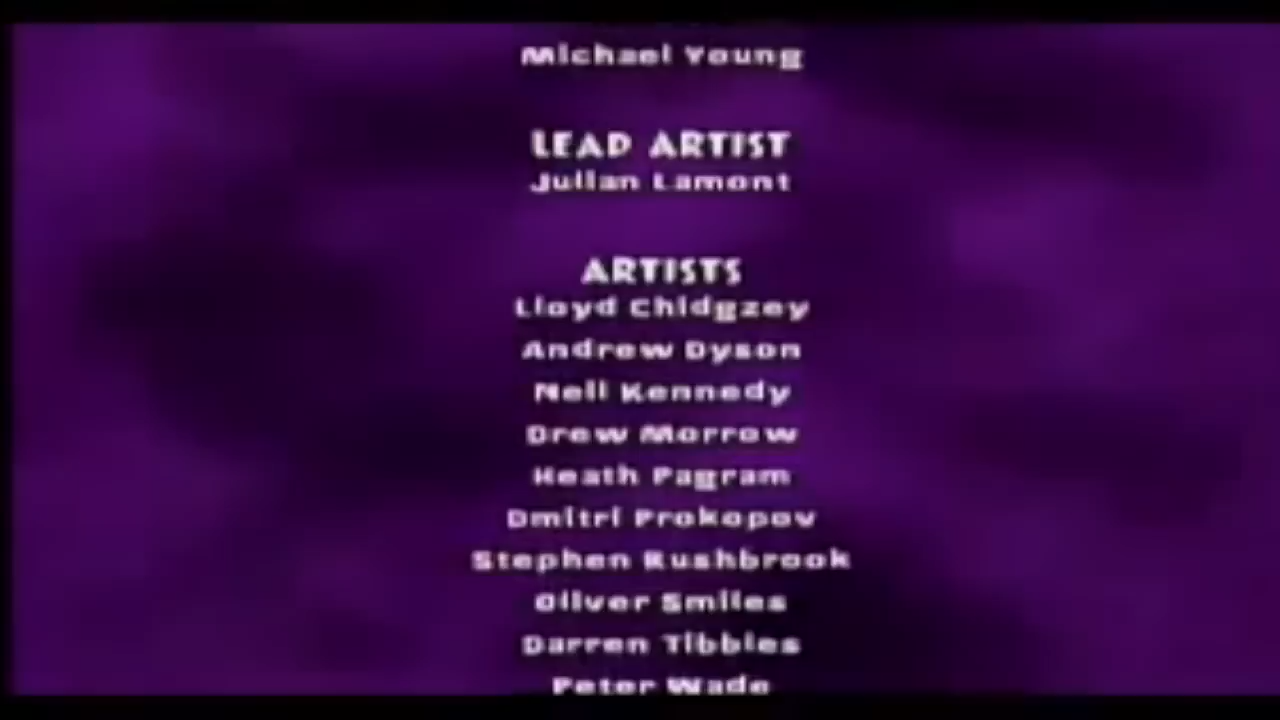 Michael Young
LEAD ARTIST
Julian Lamont
ARTISTS
Lloyd Chidgzey
Andrew Dyson
Neil Kennedy
Drew Morrow
Heath Pagram
Dmitri Prokopov
Stephen Rushbrook
Oliver Smiles
Darren Tibbles
Peter Wade